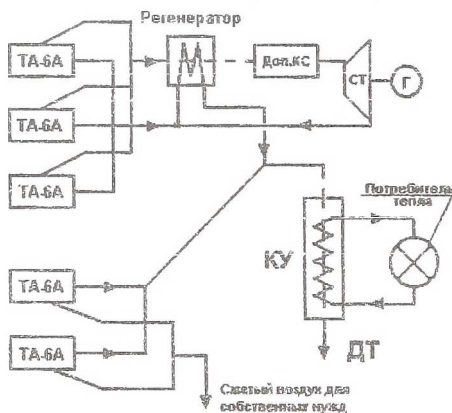 Регенератор
ТА-6А
Доп.КС
СТ
Г
ТА-6А
ТА-6А
Потребитель
тепла
КУ
ТА-6А
ТА-6А
ДТ
Сжатый воздух для
собственных нужд